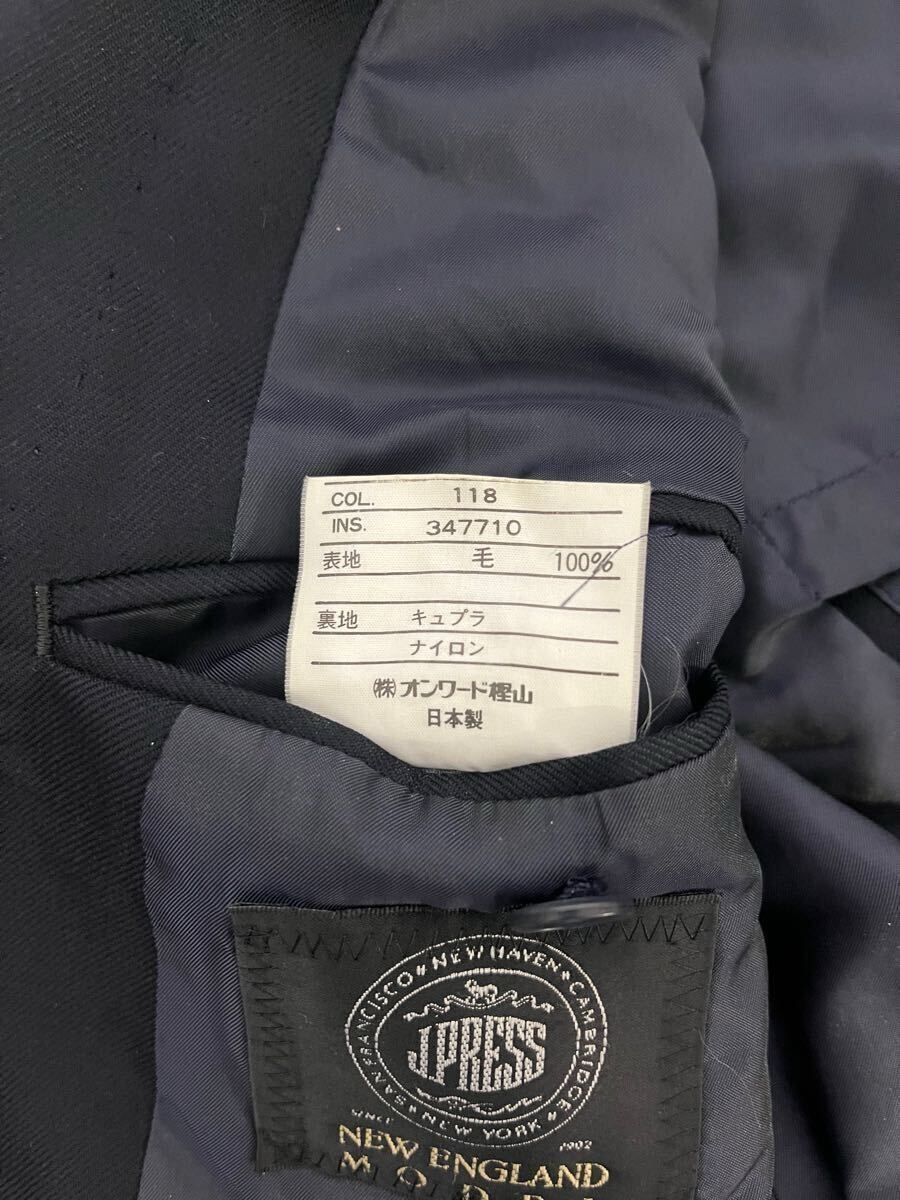 COL. 118
INS. 347710
表地 毛 100%
裏地 キュプラ
ナイロン
㈱オンワード樫山
日本製
SAN FRANCISCO NEW HAVEN CAMBRIDGE NEW YORK
J.PRESS
SINCE 1902
NEW ENGLAND
MODEL